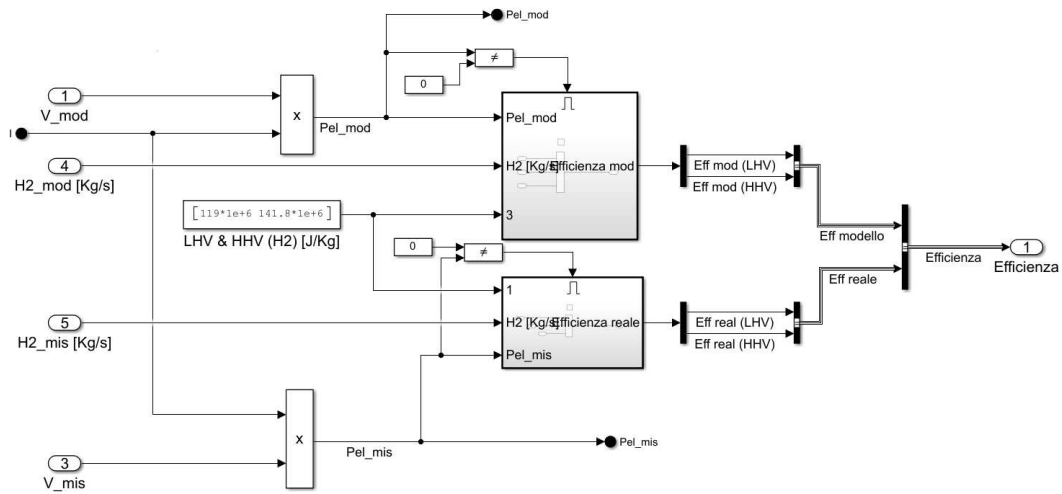 Pel_mod
≠
0
1
V_mod
x
Pel_mod
I
Pel_mod
4
H2_mod [Kg/s]
H2 [Kg/s]
Efficienza mod
Eff mod (LHV)
Eff mod (HHV)
[119*1e+6 141.8*1e+6]
LHV & HHV (H2) [J/Kg]
3
0
≠
Eff modello
Efficienza
1
Efficienza
Eff reale
1
5
H2_mis [Kg/s]
H2 [Kg/s]
Efficienza reale
Eff real (LHV)
Eff real (HHV)
Pel_mis
x
Pel_mis
Pel_mis
3
V_mis